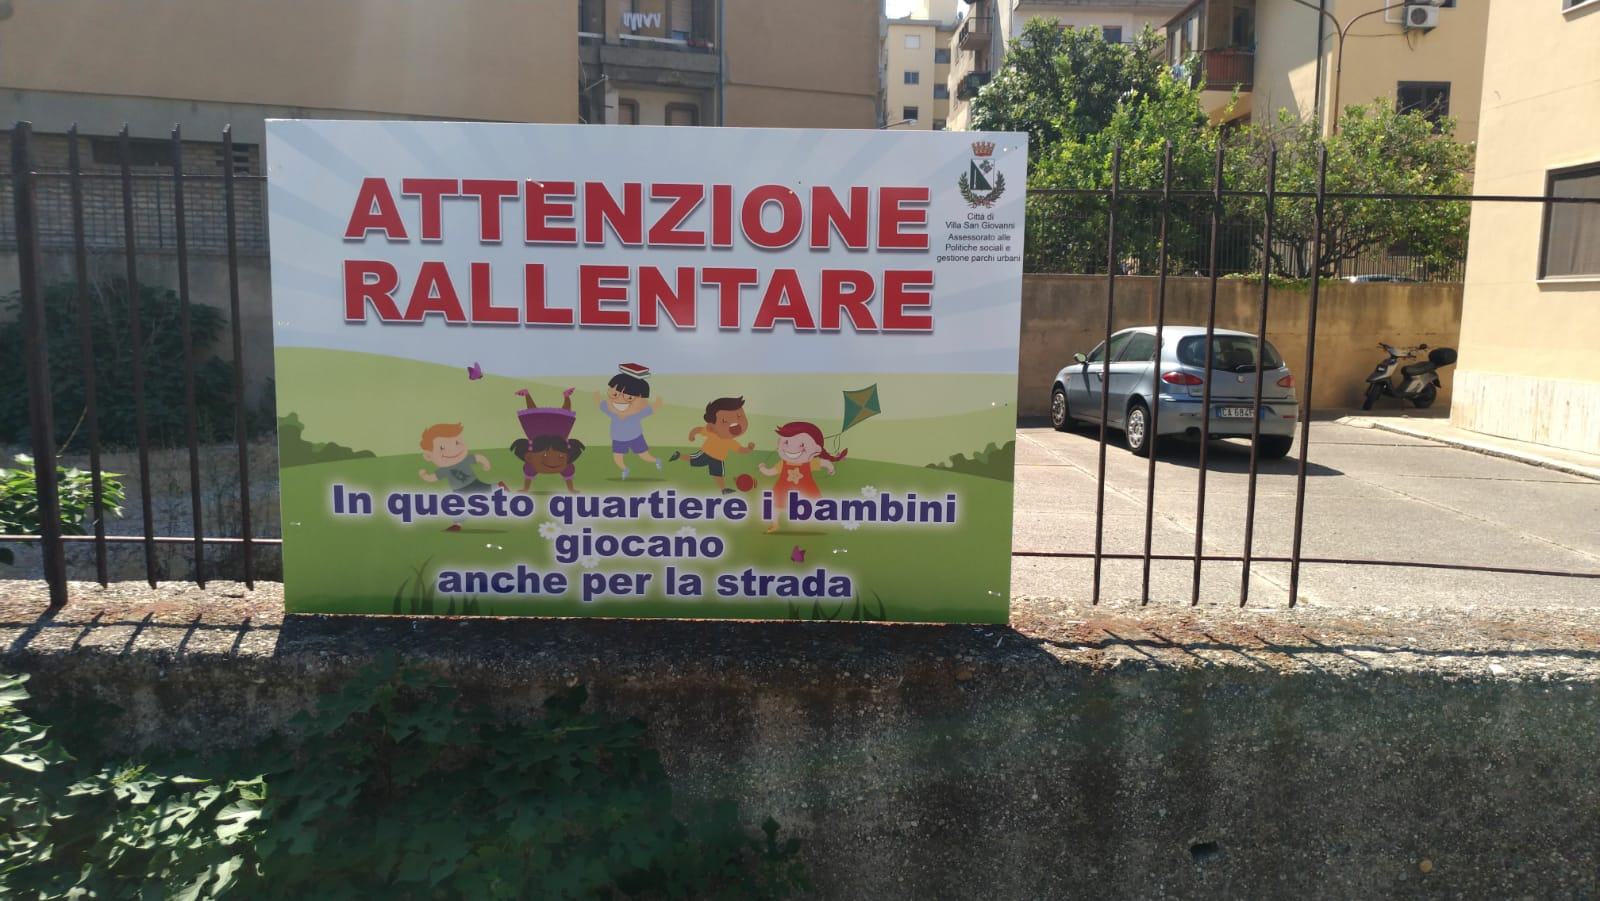 ATTENZIONE
RALLENTARE
Città di
Villa San Giovanni
Assessorato alle
Politiche sociali e
gestione parchi urbani
In questo quartiere i bambini
giocano
anche per la strada